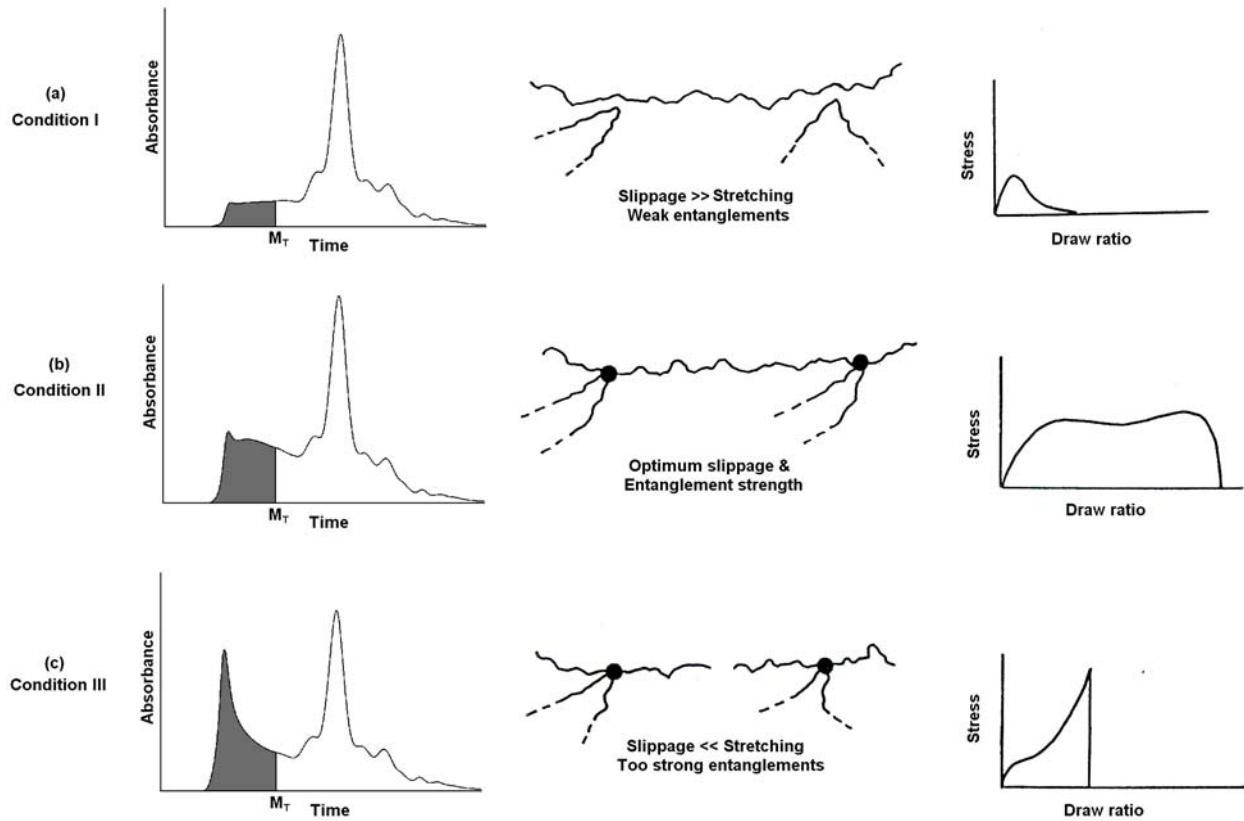 (a)
Condition I
Absorbance
M_T
Time
Slippage >> Stretching
Weak entanglements
Stress
Draw ratio
(b)
Condition II
Absorbance
M_T
Time
Optimum slippage &
Entanglement strength
Stress
Draw ratio
(c)
Condition III
Absorbance
M_T
Time
Slippage << Stretching
Too strong entanglements
Stress
Draw ratio